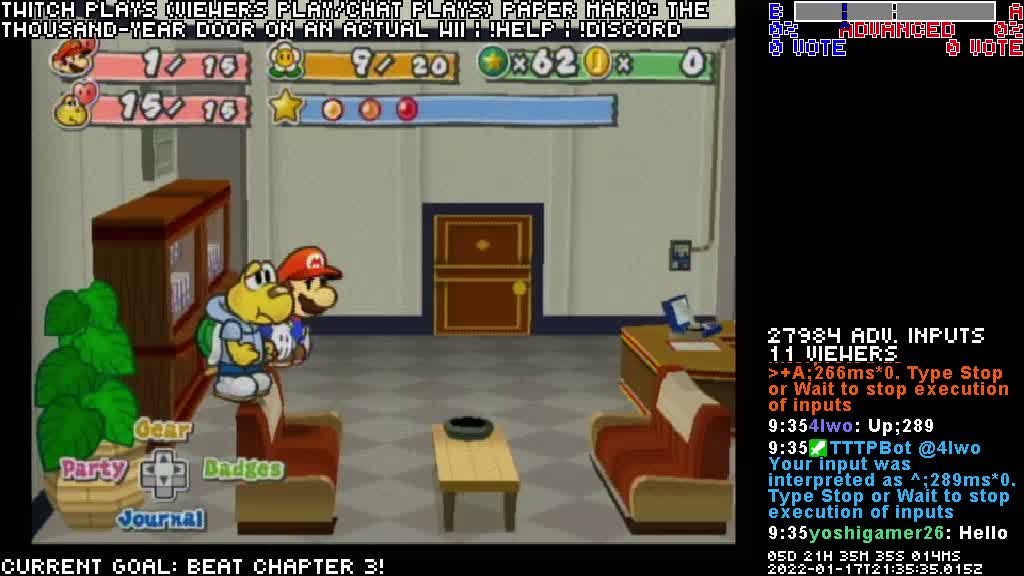 TWITCH PLAYS (VIEWERS PLAY/CHAT PLAYS) PAPER MARIO: THE
THOUSAND-YEAR DOOR ON AN ACTUAL WII | !HELP | !DISCORD
B A
0% ADVANCED 0%
0 VOTE 0 VOTE
1/15 9/20 ×62 × 0
15/15
Gear
Party Badges
Journal
27984 ADV. INPUTS
11 VIEWERS
>+A;266ms*0. Type Stop
or Wait to stop execution
of inputs
9:35 4lwo: Up;289
9:35 TTTPBot @4lwo
Your input was
interpreted as ^;289ms*0.
Type Stop or Wait to stop
execution of inputs
9:35 yoshigamer26: Hello
05D 21H 35M 35S 014MS
2022-01-17T21:35:35.015Z
CURRENT GOAL: BEAT CHAPTER 3!